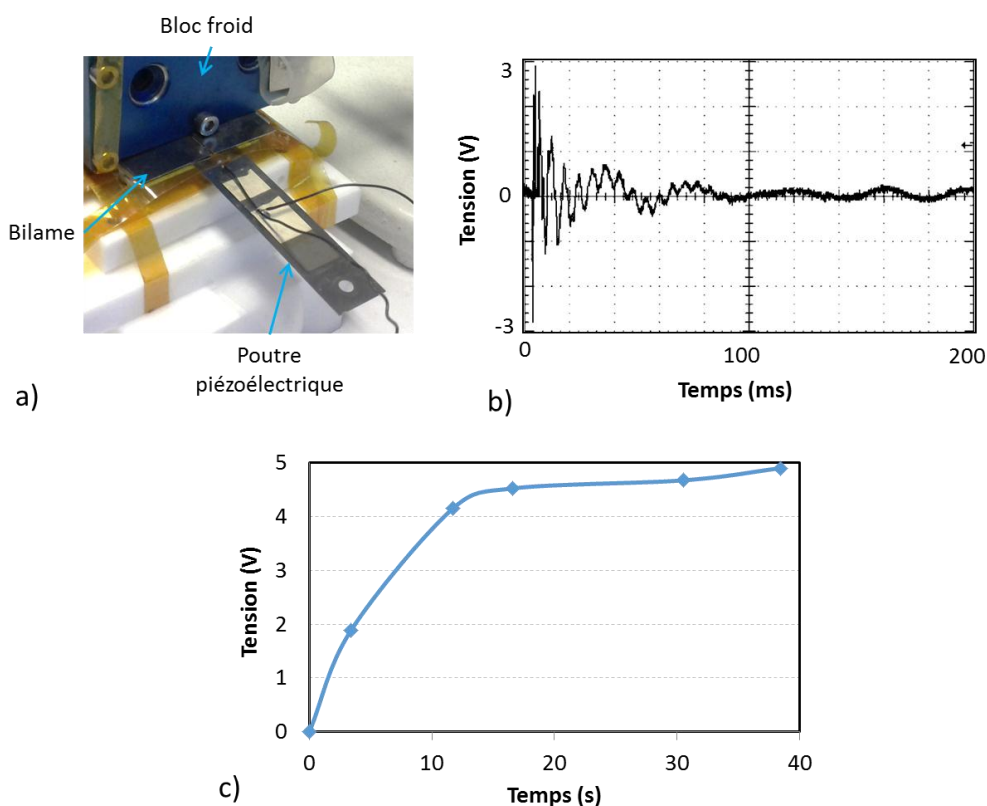 Bloc froid
Bilame
Poutre
piézoélectrique
a)
Tension (V)
3
0
-3
0
100
200
Temps (ms)
b)
Tension (V)
5
4
3
2
1
0
0
10
20
30
40
Temps (s)
c)